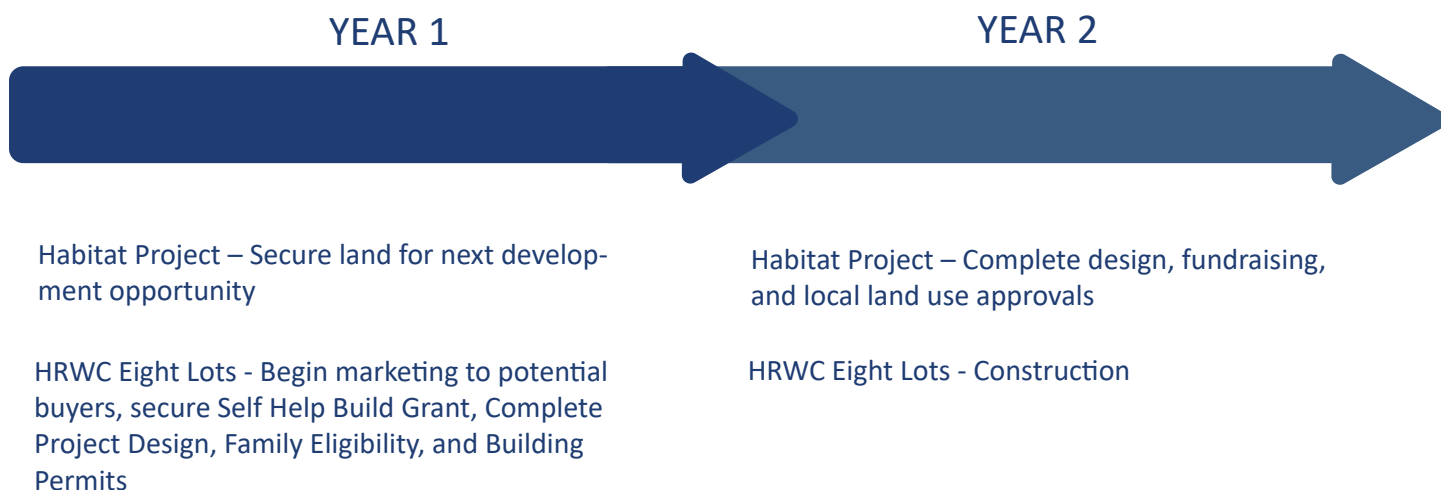 YEAR 1
YEAR 2
Habitat Project – Secure land for next develop-
ment opportunity
HRWC Eight Lots - Begin marketing to potential
buyers, secure Self Help Build Grant, Complete
Project Design, Family Eligibility, and Building
Permits
Habitat Project – Complete design, fundraising,
and local land use approvals
HRWC Eight Lots - Construction